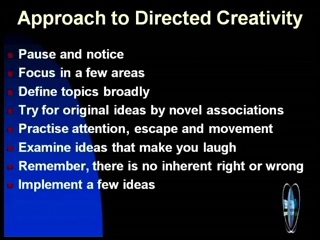 Approach to Directed Creativity
Pause and notice
Focus in a few areas
Define topics broadly
Try for original ideas by novel associations
Practise attention, escape and movement
Examine ideas that make you laugh
Remember, there is no inherent right or wrong
Implement a few ideas